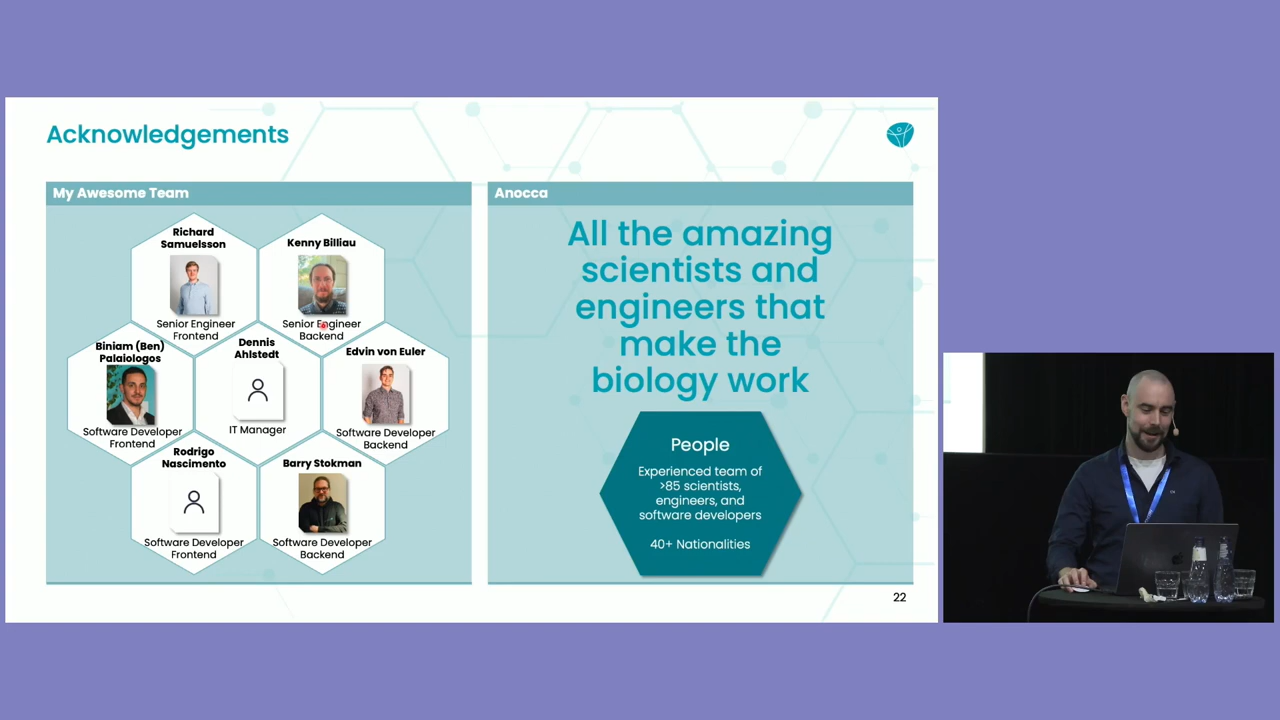 Acknowledgements
My Awesome Team
Richard
Samuelsson
Senior Engineer
Frontend
Kenny Billiau
Senior Engineer
Backend
Biniam (Ben)
Palaiologos
Software Developer
Frontend
Dennis
Ahlstedt
IT Manager
Edvin von Euler
Software Developer
Backend
Rodrigo
Nascimento
Software Developer
Frontend
Barry Stokman
Software Developer
Backend
Anocca
All the amazing
scientists and
engineers that
make the
biology work
People
Experienced team of
>85 scientists,
engineers, and
software developers
40+ Nationalities
22